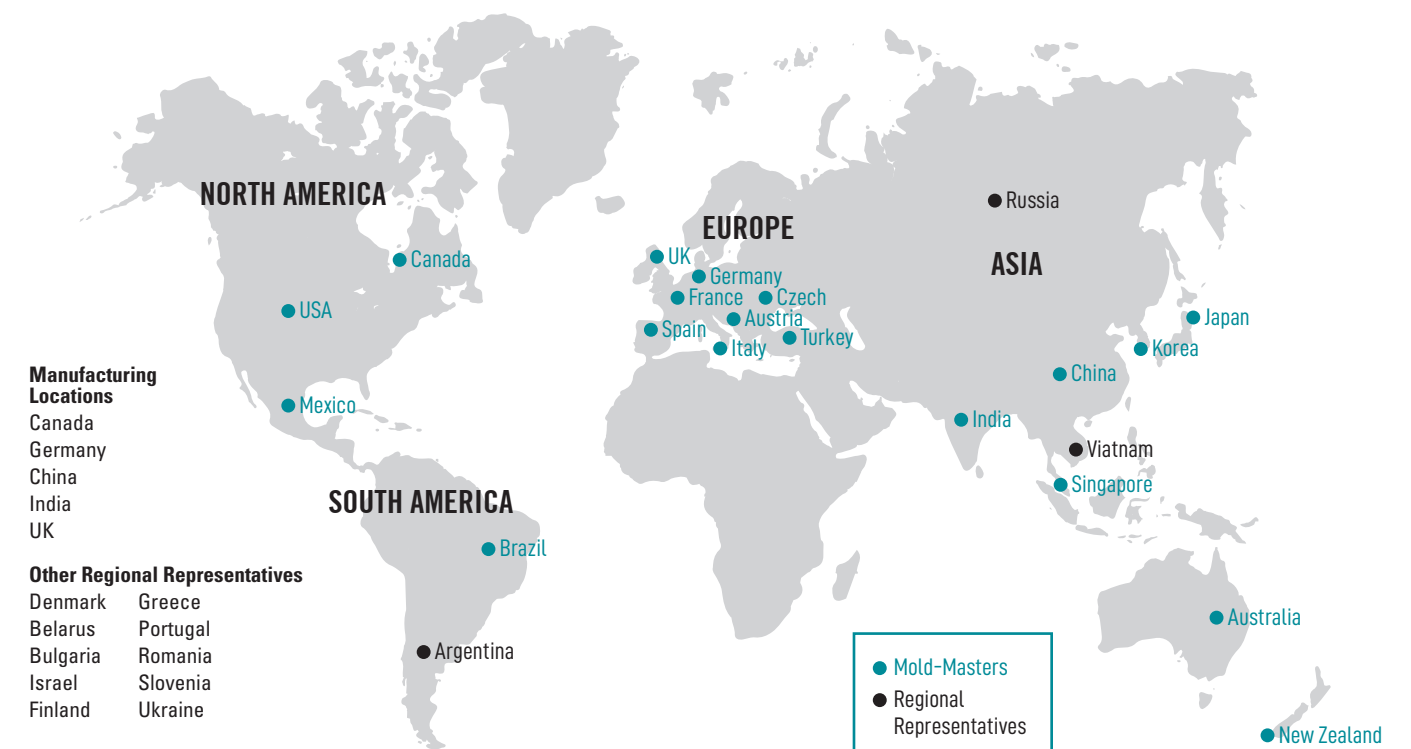 NORTH AMERICA
EUROPE
ASIA
SOUTH AMERICA
Russia
Canada
USA
Mexico
UK
Germany
France
Czech
Austria
Spain
Italy
Turkey
Japan
Korea
China
India
Viatnam
Singapore
Brazil
Argentina
Australia
New Zealand
Manufacturing
Locations
Canada
Germany
China
India
UK
Other Regional Representatives
Denmark Greece
Belarus Portugal
Bulgaria Romania
Israel Slovenia
Finland Ukraine
Mold-Masters
Regional
Representatives